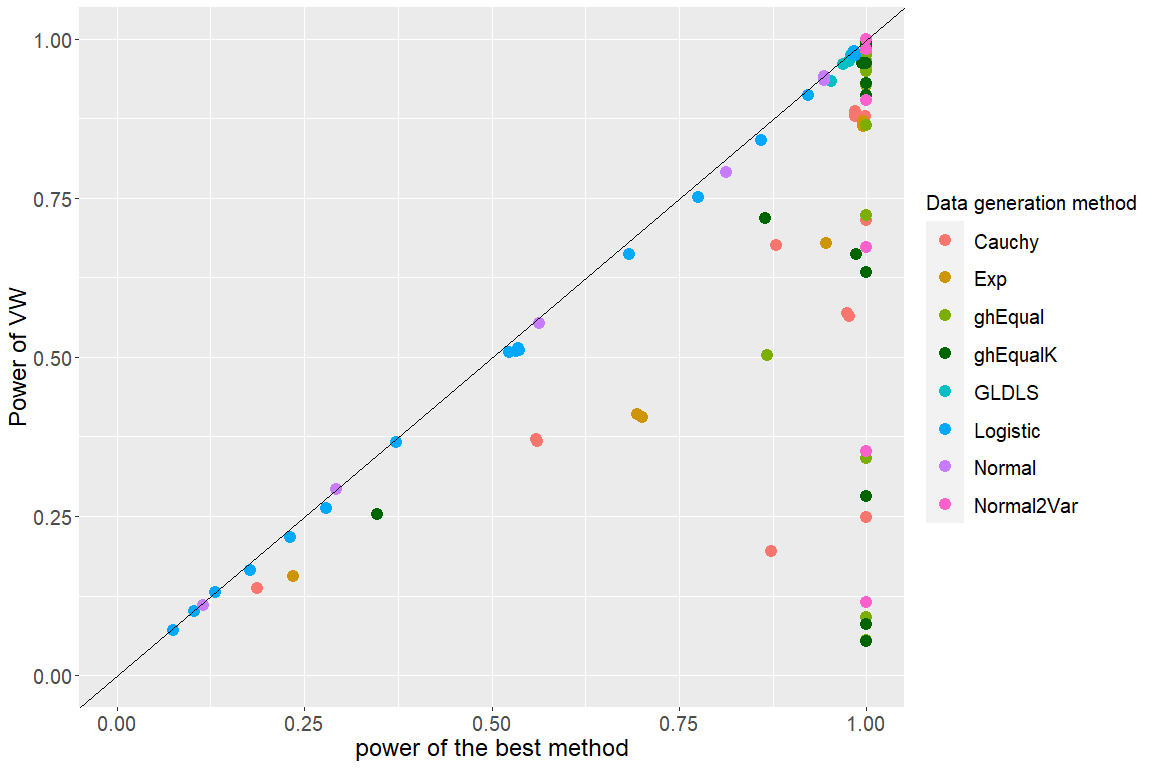 Power of VW
1.00
0.75
0.50
0.25
0.00
0.00 0.25 0.50 0.75 1.00
power of the best method
Data generation method
Cauchy
Exp
ghEqual
ghEqualK
GLDLS
Logistic
Normal
Normal2Var